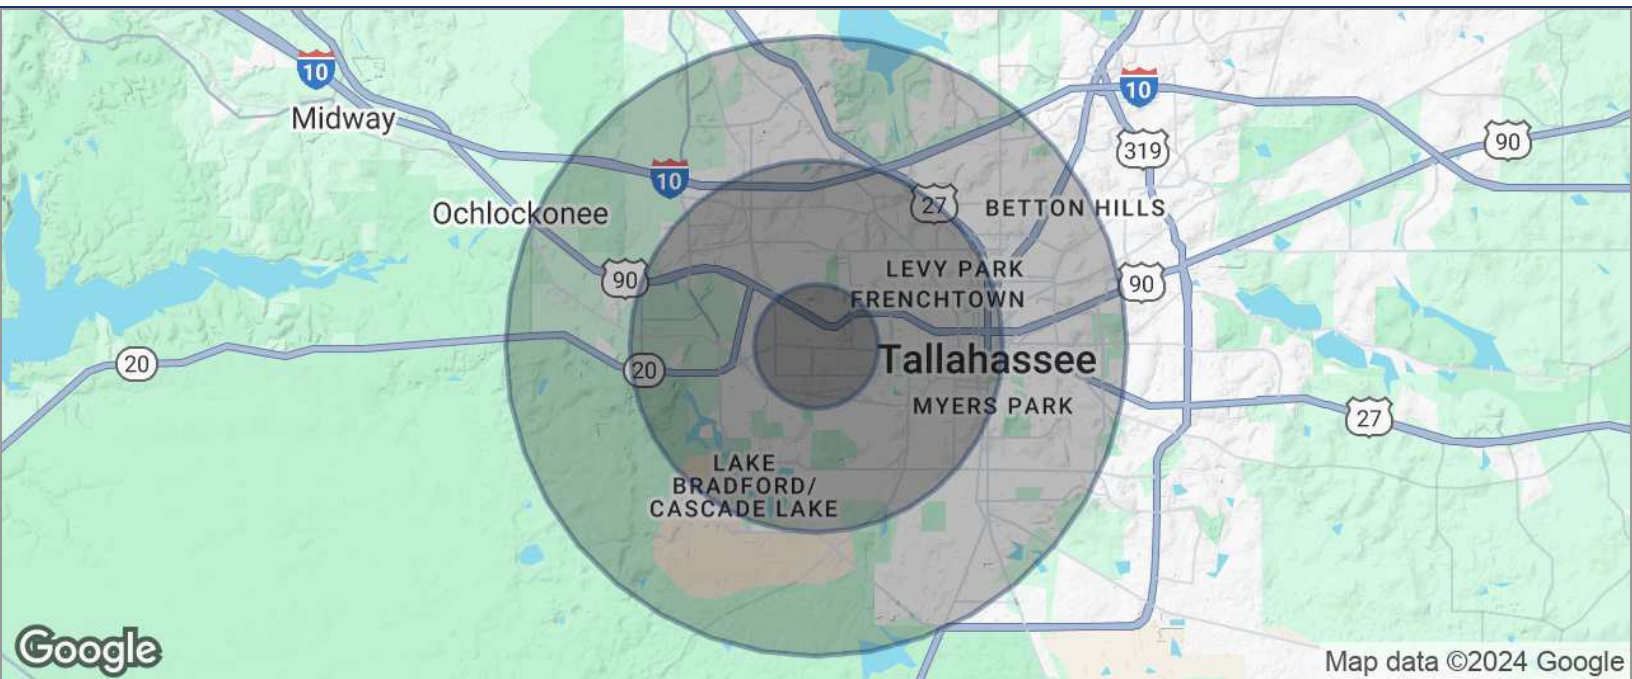 10
10
Midway
319
90
10
27
BETTON HILLS
Ochlockonee
LEVY PARK
90
90
FRENCHTOWN
20
20
Tallahassee
MYERS PARK
27
LAKE
BRADFORD/
CASCADE LAKE
Google
Map data ©2024 Google